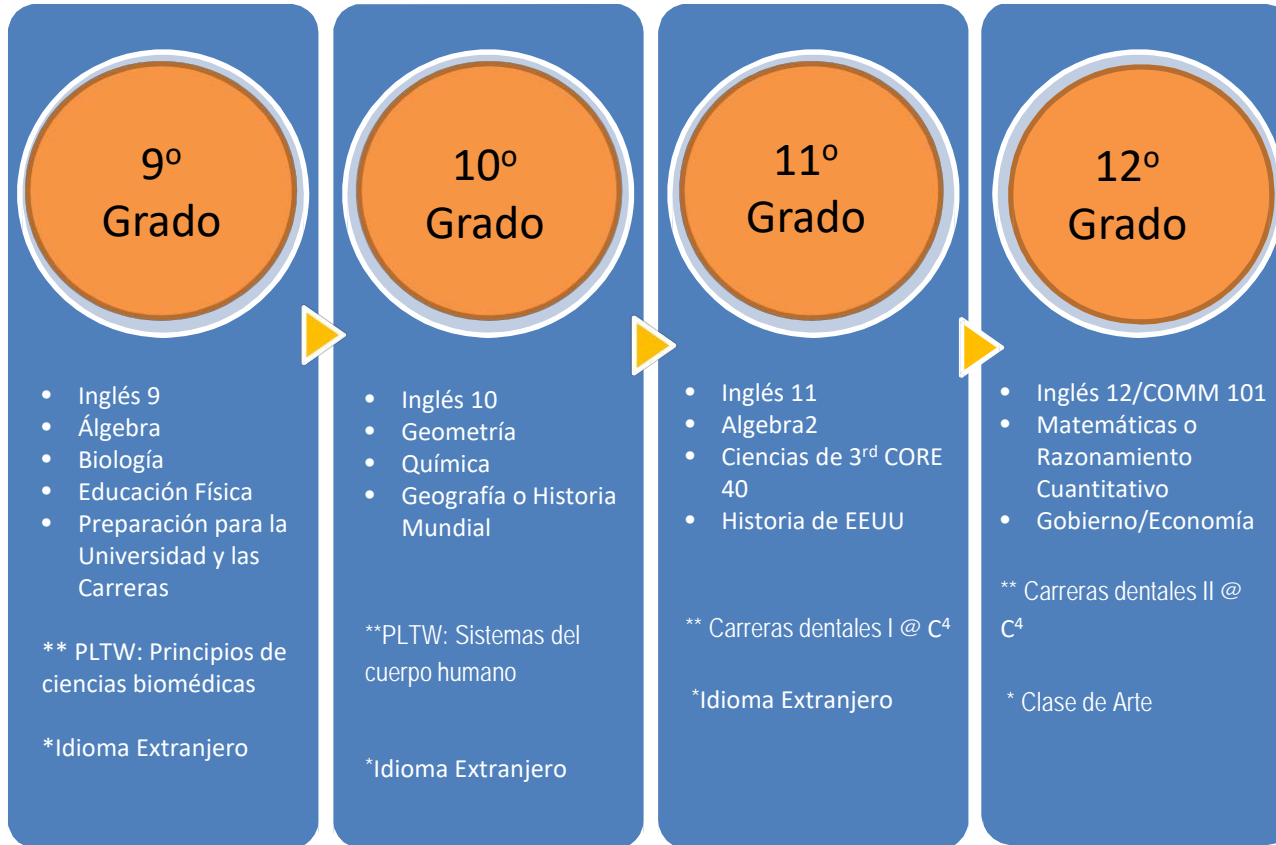 9º
Grado
• Inglés 9
• Álgebra
• Biología
• Educación Física
• Preparación para la
Universidad y las
Carreras
** PLTW: Principios de
ciencias biomédicas
*Idioma Extranjero
10º
Grado
• Inglés 10
• Geometría
• Química
• Geografía o Historia
Mundial
**PLTW: Sistemas del
cuerpo humano
*Idioma Extranjero
11º
Grado
• Inglés 11
• Algebra2
• Ciencias de 3rd CORE
40
• Historia de EEUU
** Carreras dentales I @ C4
*Idioma Extranjero
12º
Grado
• Inglés 12/COMM 101
• Matemáticas o
Razonamiento
Cuantitativo
• Gobierno/Economía
** Carreras dentales II @
C4
* Clase de Arte